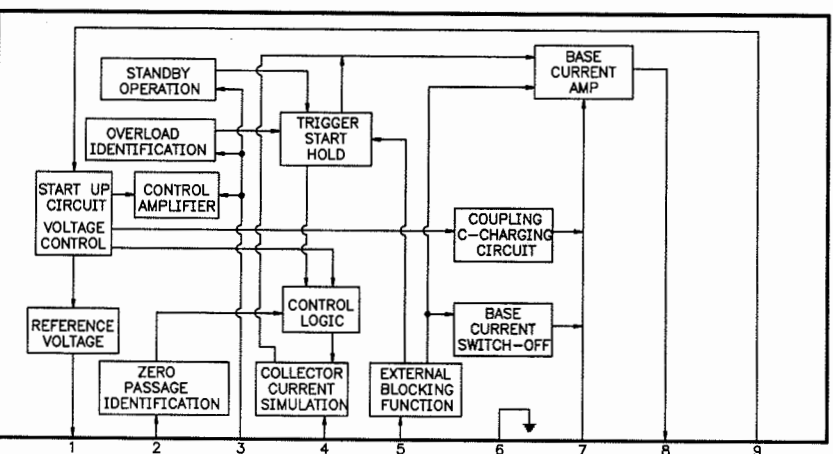 STANDBY
OPERATION
BASE
CURRENT
AMP
OVERLOAD
IDENTIFICATION
TRIGGER
START
HOLD
START UP
CIRCUIT
VOLTAGE
CONTROL
CONTROL
AMPLIFIER
COUPLING
C-CHARGING
CIRCUIT
REFERENCE
VOLTAGE
CONTROL
LOGIC
BASE
CURRENT
SWITCH-OFF
ZERO
PASSAGE
IDENTIFICATION
COLLECTOR
CURRENT
SIMULATION
EXTERNAL
BLOCKING
FUNCTION
1 2 3 4 5 6 7 8 9